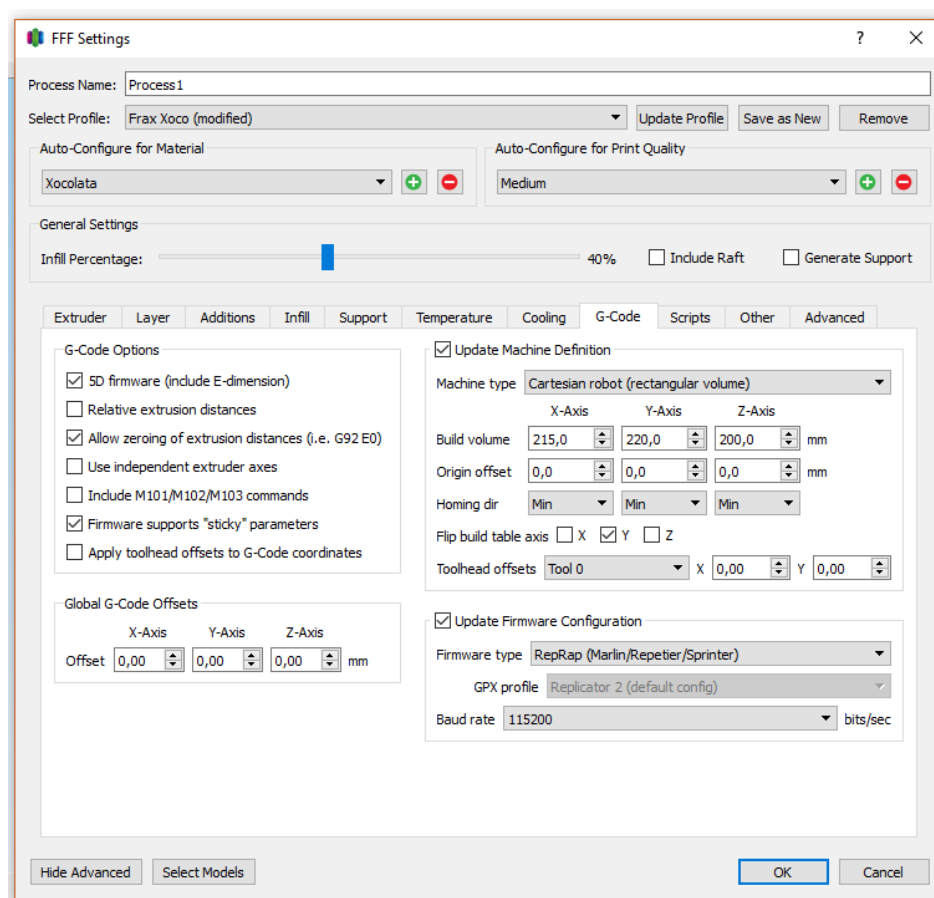 FFF Settings ?
Process Name: Process1
Select Profile: Frax Xoco (modified) Update Profile Save as New Remove
Auto-Configure for Material Auto-Configure for Print Quality
Xocolata Medium
General Settings
Infill Percentage: 40% Include Raft Generate Support
Extruder Layer Additions Infill Support Temperature Cooling G-Code Scripts Other Advanced
G-Code Options
5D firmware (include E-dimension)
Relative extrusion distances
Allow zeroing of extrusion distances (i.e. G92 E0)
Use independent extruder axes
Include M101/M102/M103 commands
Firmware supports "sticky" parameters
Apply toolhead offsets to G-Code coordinates
Global G-Code Offsets
X-Axis Y-Axis Z-Axis
Offset 0,00 0,00 0,00 mm
Update Machine Definition
Machine type Cartesian robot (rectangular volume)
X-Axis Y-Axis Z-Axis
Build volume 215,0 220,0 200,0 mm
Origin offset 0,0 0,0 0,0 mm
Homing dir Min Min Min
Flip build table axis X Y Z
Toolhead offsets Tool 0 X 0,00 Y 0,00
Update Firmware Configuration
Firmware type RepRap (Marlin/Repetier/Sprinter)
GPX profile Replicator 2 (default config)
Baud rate 115200 bits/sec
Hide Advanced Select Models OK Cancel